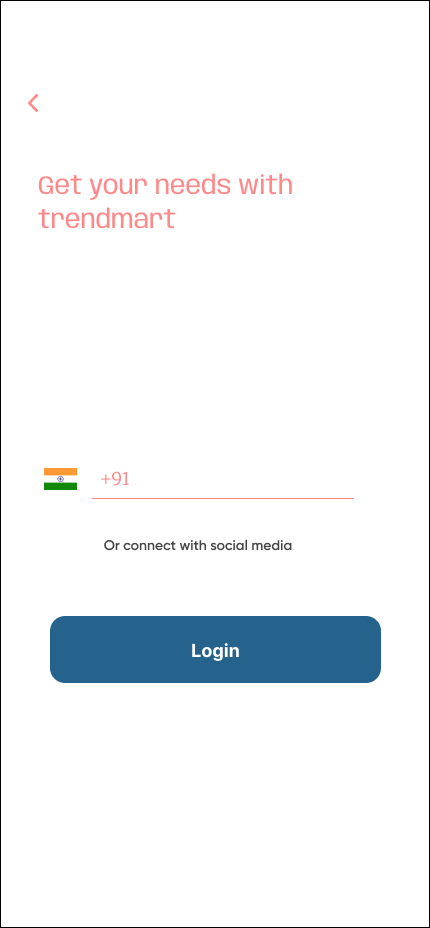 Get your needs with
trendmart
+91
Or connect with social media
Login